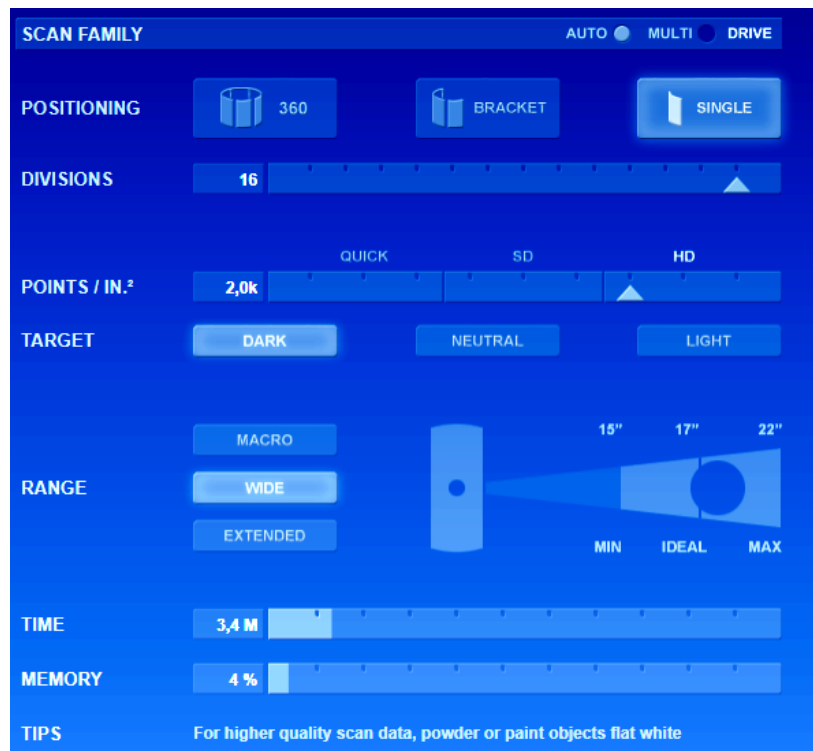 SCAN FAMILY AUTO MULTI DRIVE
POSITIONING 360 BRACKET SINGLE
DIVISIONS 16
QUICK SD HD
POINTS / IN.² 2,0k
TARGET DARK NEUTRAL LIGHT
MACRO 15" 17" 22"
RANGE WIDE
EXTENDED MIN IDEAL MAX
TIME 3,4 M
MEMORY 4 %
TIPS For higher quality scan data, powder or paint objects flat white